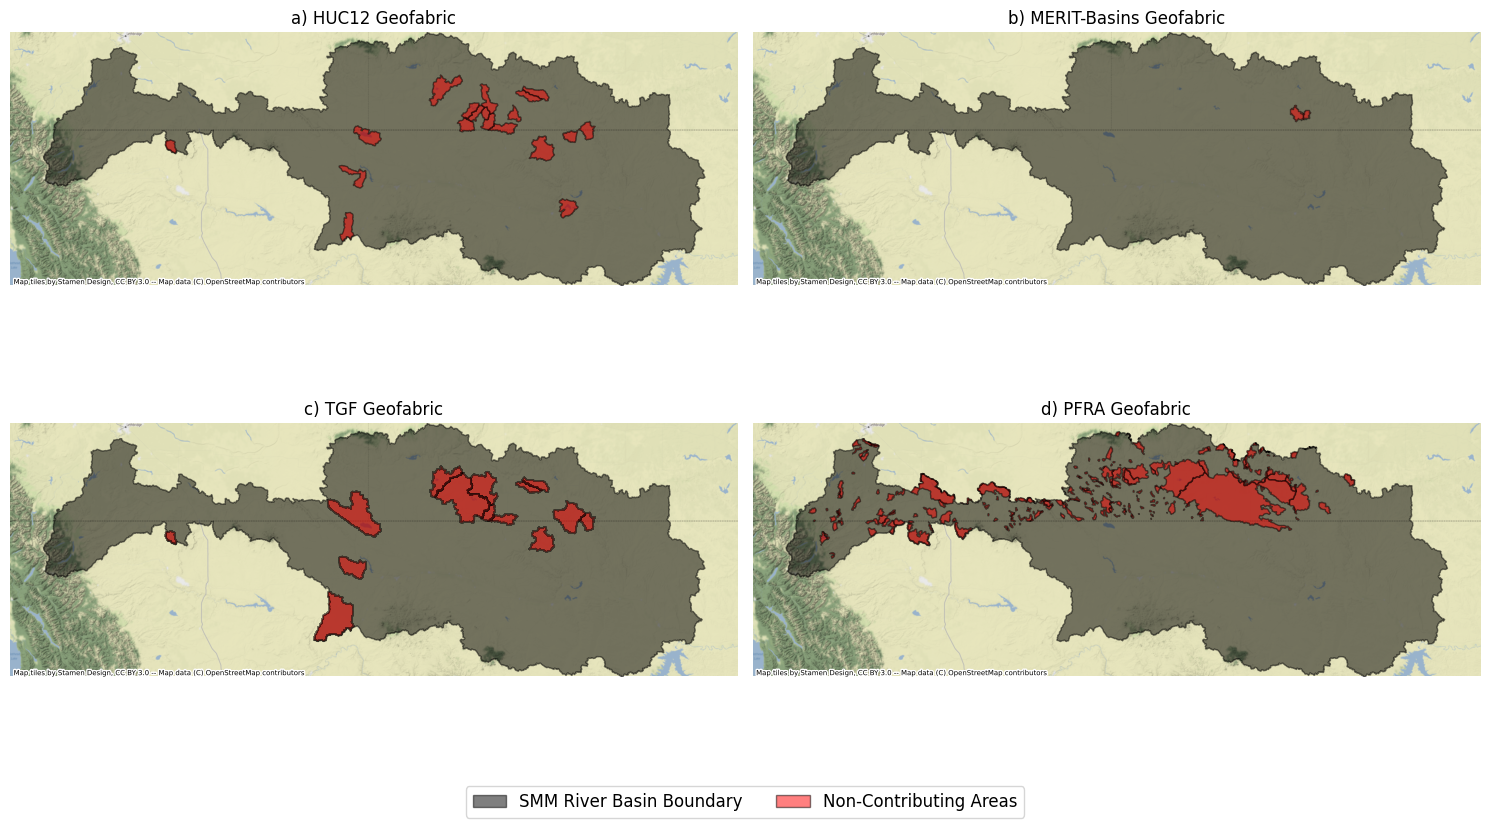 a) HUC12 Geofabric
b) MERIT-Basins Geofabric
Map tiles by Stamen Design, CC BY 3.0 -- Map data (C) OpenStreetMap contributors
Map tiles by Stamen Design, CC BY 3.0 -- Map data (C) OpenStreetMap contributors
c) TGF Geofabric
d) PFRA Geofabric
Map tiles by Stamen Design, CC BY 3.0 -- Map data (C) OpenStreetMap contributors
Map tiles by Stamen Design, CC BY 3.0 -- Map data (C) OpenStreetMap contributors
SMM River Basin Boundary
Non-Contributing Areas